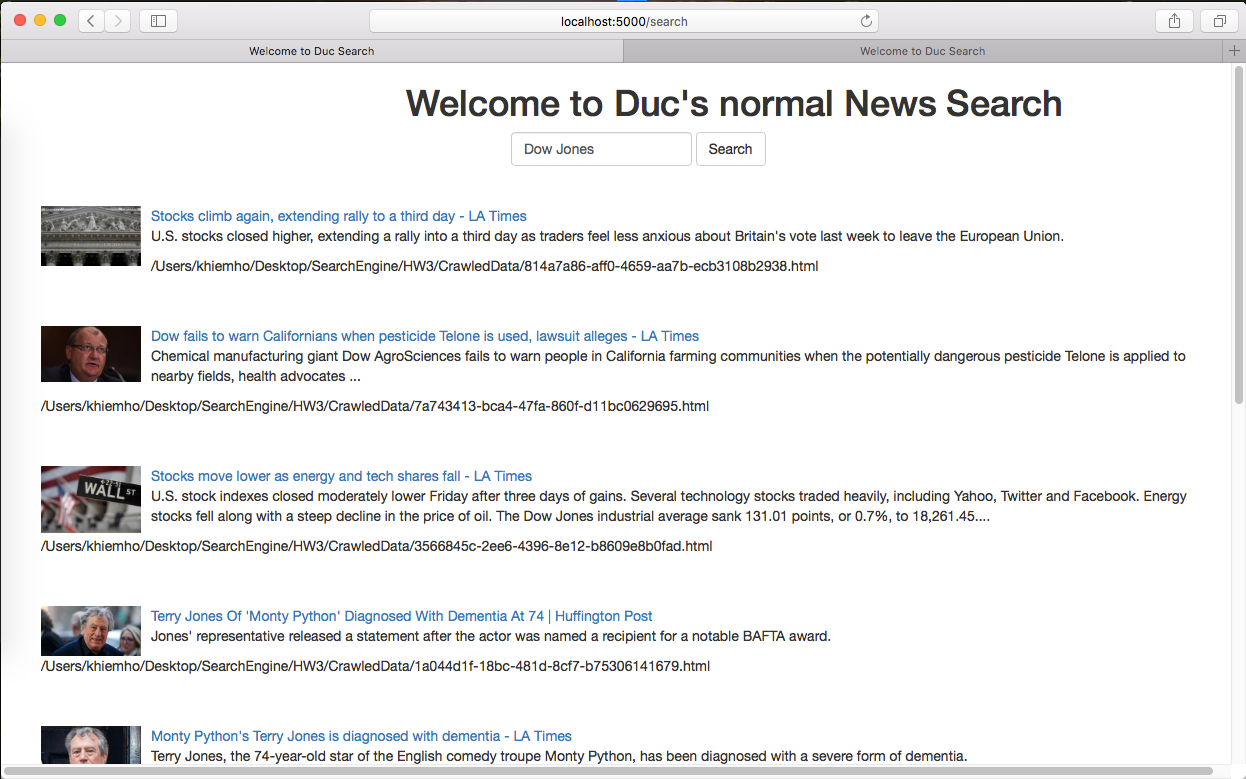 localhost:5000/search
Welcome to Duc Search
Welcome to Duc Search
Welcome to Duc's normal News Search
Dow Jones
Search
Stocks climb again, extending rally to a third day - LA Times
U.S. stocks closed higher, extending a rally into a third day as traders feel less anxious about Britain's vote last week to leave the European Union.
/Users/khiemho/Desktop/SearchEngine/HW3/CrawledData/814a7a86-aff0-4659-aa7b-ecb3108b2938.html
Dow fails to warn Californians when pesticide Telone is used, lawsuit alleges - LA Times
Chemical manufacturing giant Dow AgroSciences fails to warn people in California farming communities when the potentially dangerous pesticide Telone is applied to
nearby fields, health advocates ...
/Users/khiemho/Desktop/SearchEngine/HW3/CrawledData/7a743413-bca4-47fa-860f-d11bc0629695.html
WALL ST
Stocks move lower as energy and tech shares fall - LA Times
U.S. stock indexes closed moderately lower Friday after three days of gains. Several technology stocks traded heavily, including Yahoo, Twitter and Facebook. Energy
stocks fell along with a steep decline in the price of oil. The Dow Jones industrial average sank 131.01 points, or 0.7%, to 18,261.45....
/Users/khiemho/Desktop/SearchEngine/HW3/CrawledData/3566845c-2ee6-4396-8e12-b8609e8b0fad.html
Terry Jones Of 'Monty Python' Diagnosed With Dementia At 74 | Huffington Post
Jones' representative released a statement after the actor was named a recipient for a notable BAFTA award.
/Users/khiemho/Desktop/SearchEngine/HW3/CrawledData/1a044d1f-18bc-481d-8cf7-b75306141679.html
Monty Python's Terry Jones is diagnosed with dementia - LA Times
Terry Jones, the 74-year-old star of the English comedy troupe Monty Python, has been diagnosed with a severe form of dementia.